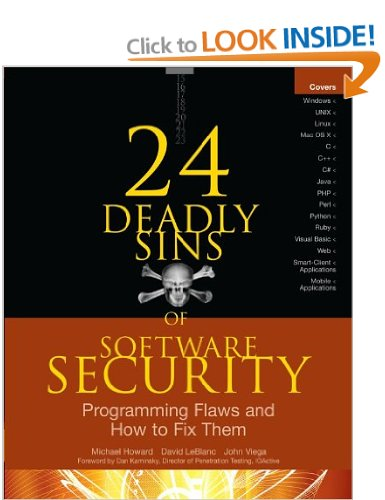 Click to LOOK INSIDE!
Covers
Windows <
UNIX <
Linux <
Mac OS X <
C <
C++ <
C# <
Java <
PHP <
Perl <
Python <
Ruby <
Visual Basic <
Web <
Smart-Client <
Applications
Mobile <
Applications
16
17
18
19
20
21
22
23
24
DEADLY
SINS
OF
SOFTWARE
SECURITY
Programming Flaws and
How to Fix Them
Michael Howard David LeBlanc John Viega
Foreword by Dan Kaminsky, Director of Penetration Testing, IOActive